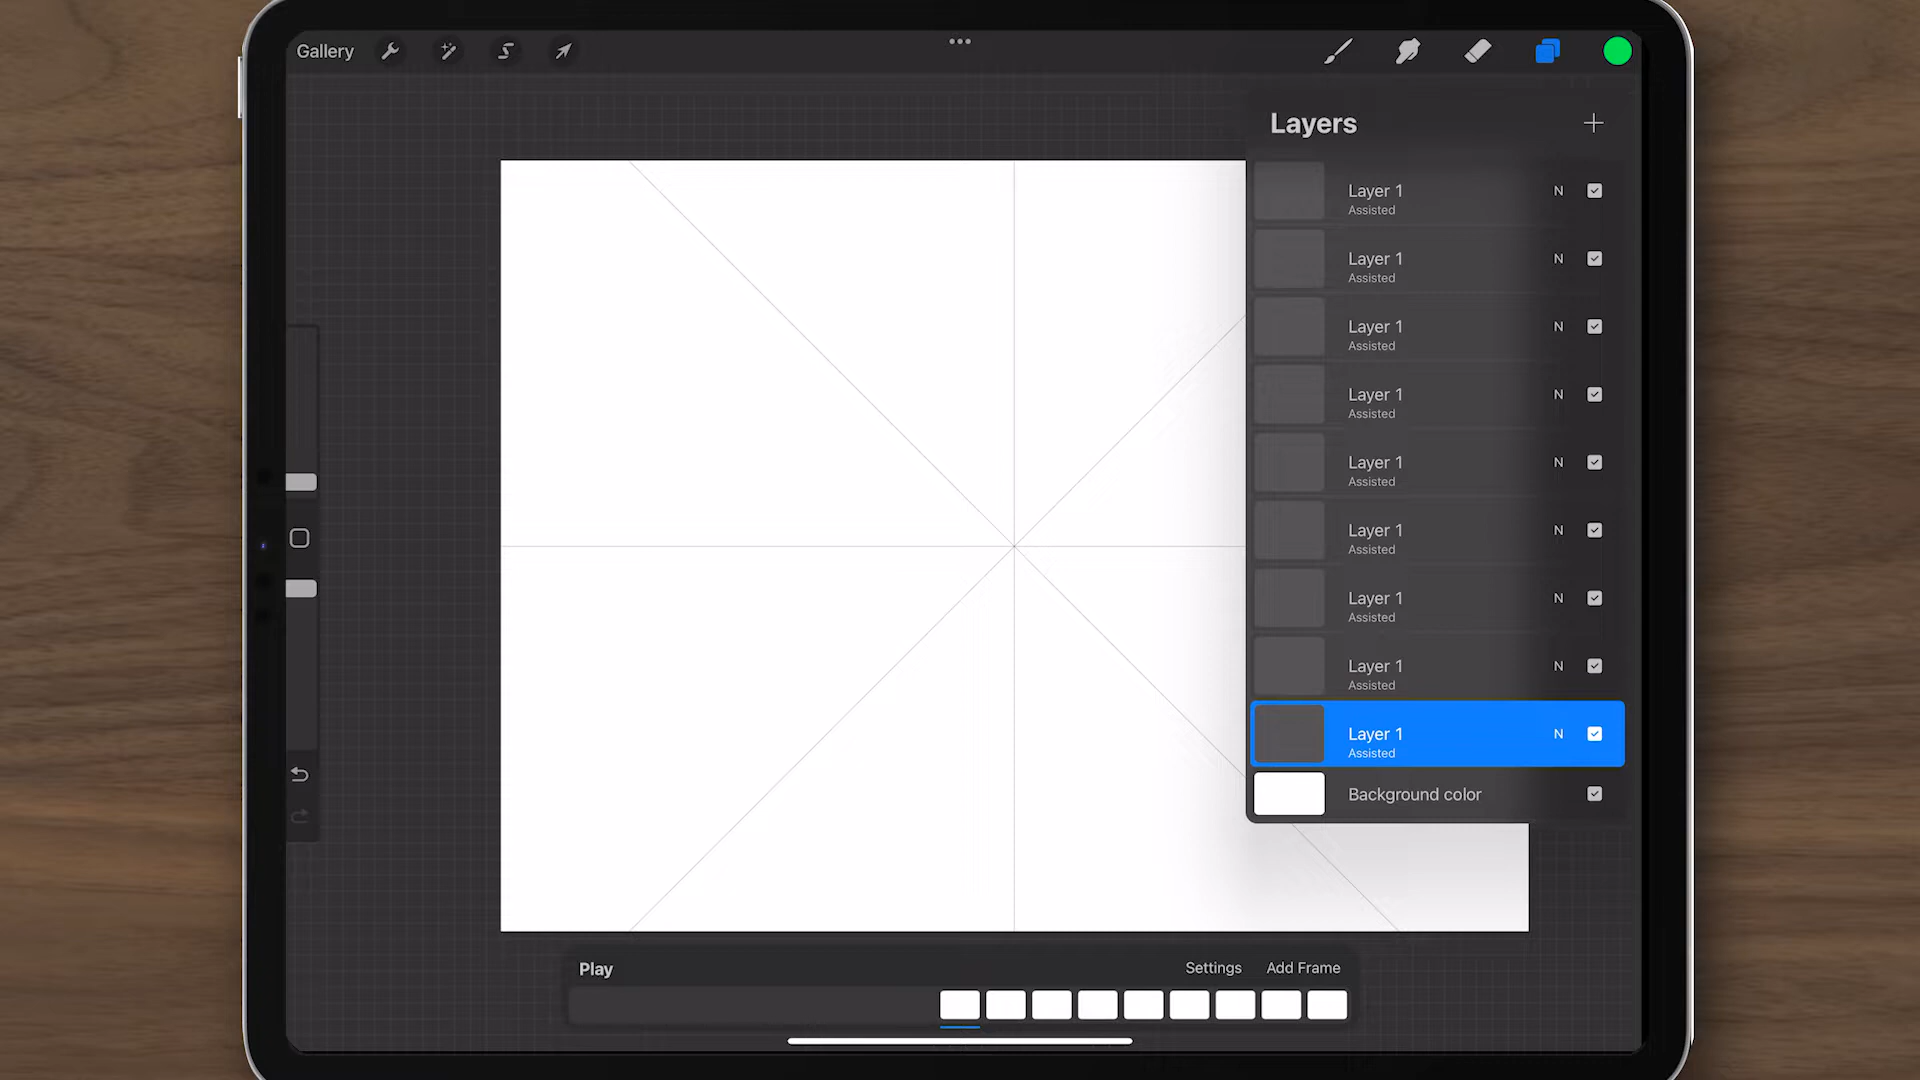 Gallery
Layers
Layer 1 N
Assisted
Layer 1 N
Assisted
Layer 1 N
Assisted
Layer 1 N
Assisted
Layer 1 N
Assisted
Layer 1 N
Assisted
Layer 1 N
Assisted
Layer 1 N
Assisted
Layer 1 N
Assisted
Background color
Play Settings Add Frame